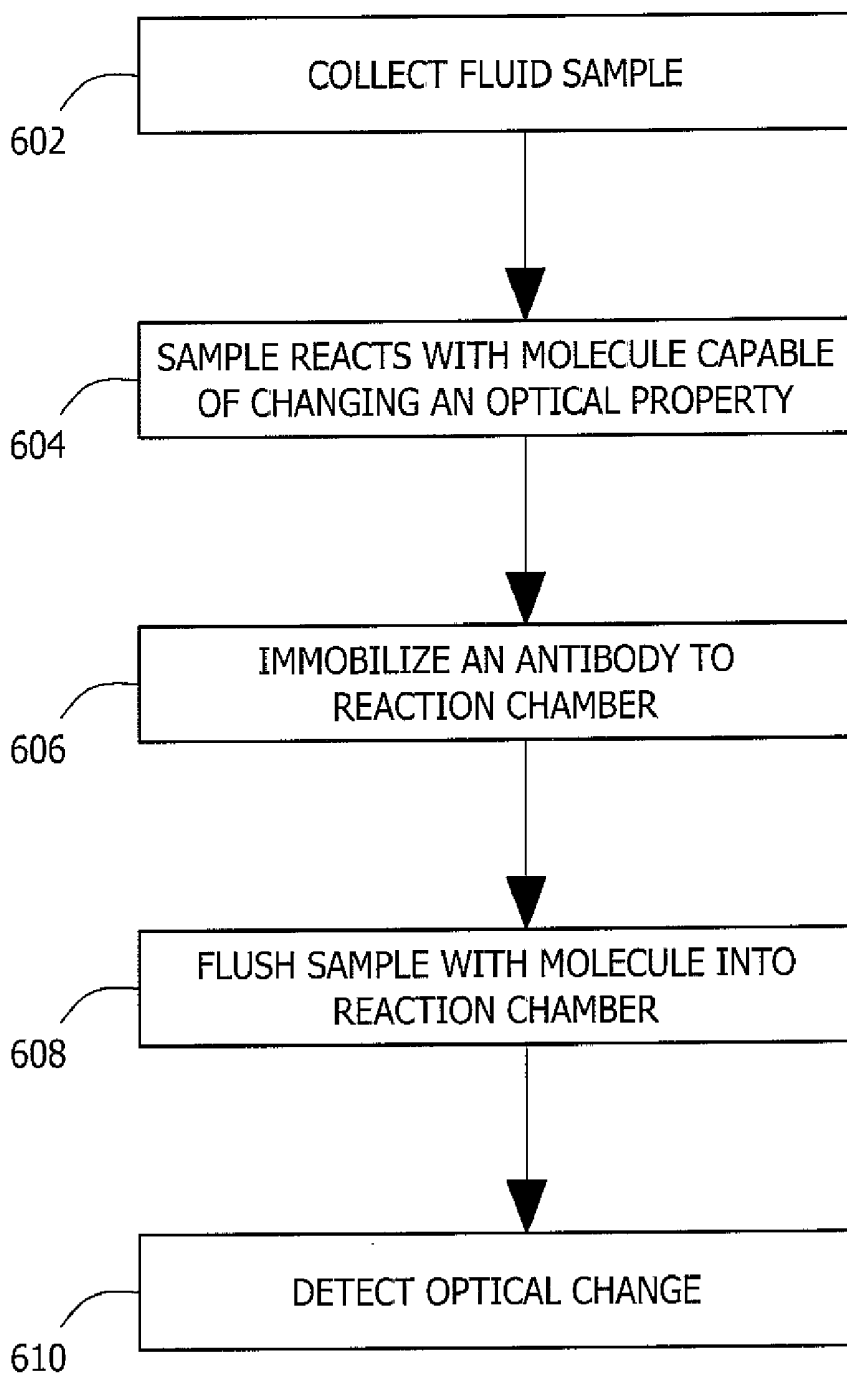 COLLECT FLUID SAMPLE
602
SAMPLE REACTS WITH MOLECULE CAPABLE
OF CHANGING AN OPTICAL PROPERTY
604
IMMOBILIZE AN ANTIBODY TO
REACTION CHAMBER
606
FLUSH SAMPLE WITH MOLECULE INTO
REACTION CHAMBER
608
DETECT OPTICAL CHANGE
610